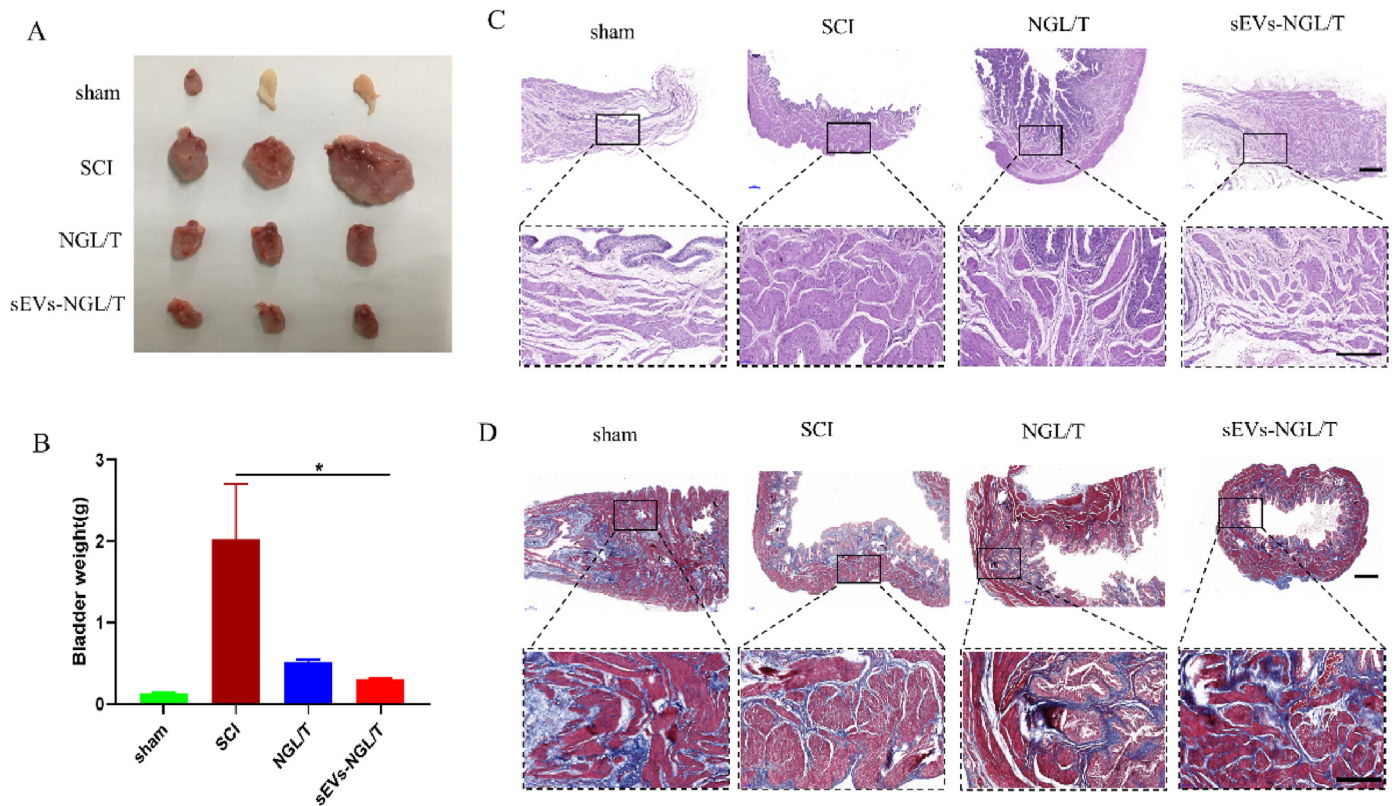 A
sham
SCI
NGL/T
sEVs-NGL/T
B
Bladder weight(g)
3
2
1
0
*
sham
SCI
NGL/T
sEVs-NGL/T
C
sham
SCI
NGL/T
sEVs-NGL/T
D
sham
SCI
NGL/T
sEVs-NGL/T